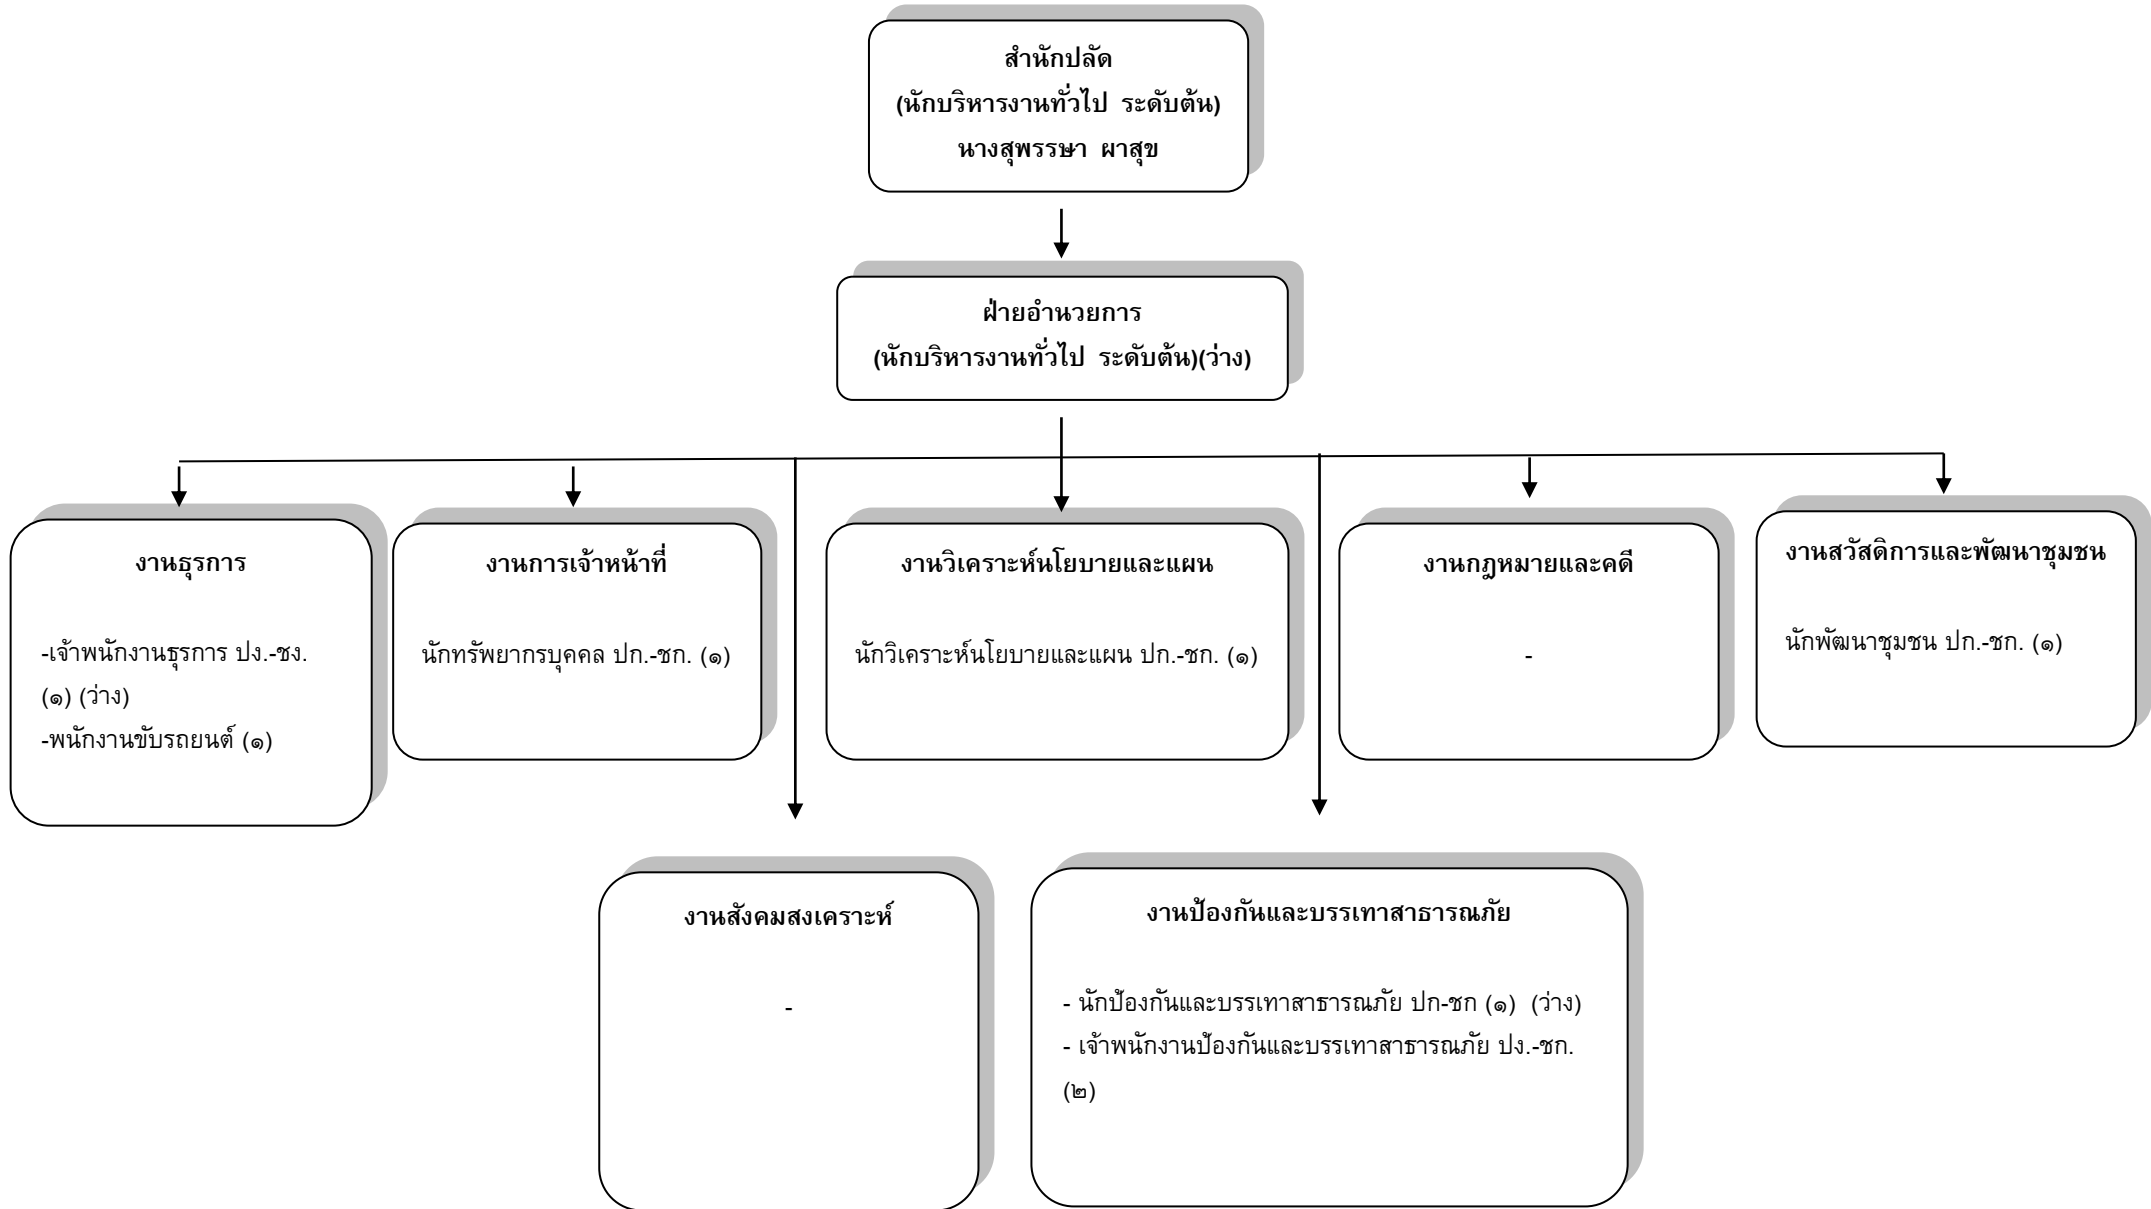 สำนักปลัด
(นักบริหารงานทั่วไป ระดับต้น)
นางสุพรรษา ผาสุข
ฝ่ายอำนวยการ
(นักบริหารงานทั่วไป ระดับต้น)(ว่าง)
งานธุรการ
-เจ้าพนักงานธุรการ ปง.-ชง.
(๑) (ว่าง)
-พนักงานขับรถยนต์ (๑)
งานการเจ้าหน้าที่
นักทรัพยากรบุคคล ปก.-ชก. (๑)
งานวิเคราะห์นโยบายและแผน
นักวิเคราะห์นโยบายและแผน ปก.-ชก. (๑)
งานกฎหมายและคดี
-
งานสวัสดิการและพัฒนาชุมชน
นักพัฒนาชุมชน ปก.-ชก. (๑)
งานสังคมสงเคราะห์
-
งานป้องกันและบรรเทาสาธารณภัย
- นักป้องกันและบรรเทาสาธารณภัย ปก-ชก (๑) (ว่าง)
- เจ้าพนักงานป้องกันและบรรเทาสาธารณภัย ปง.-ชก.
(๒)